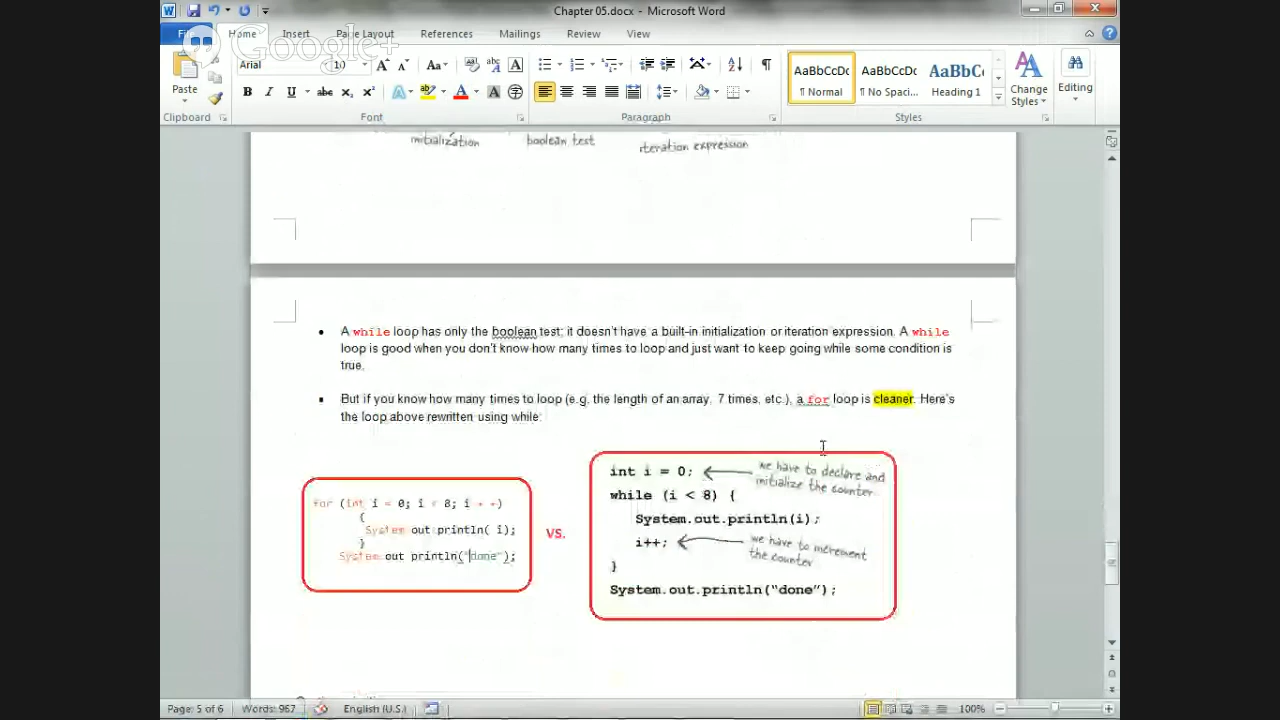 Chapter 05.docx - Microsoft Word
File Home Insert Page Layout References Mailings Review View
Google+
Arial 10 Aa
AaBbCcDc AaBbCcDc AaBbC
Paste
B I U abc X₂ X² A A
¶ Normal ¶ No Spaci... Heading 1 Change Styles Editing
Clipboard Font Paragraph Styles
initialization boolean test iteration expression
• A while loop has only the boolean test; it doesn't have a built-in initialization or iteration expression. A while
loop is good when you don't know how many times to loop and just want to keep going while some condition is
true.
• But if you know how many times to loop (e.g. the length of an array, 7 times, etc.), a for loop is cleaner. Here's
the loop above rewritten using while:
for (int i = 0; i < 8; i + +)
{
System out println( i);
}
System out println("done");
VS.
int i = 0; we have to declare and
initialize the counter
while (i < 8) {
System.out.println(i);
i++; we have to increment
the counter
}
System.out.println("done");
Page: 5 of 6 Words: 967 English (U.S.) 100%